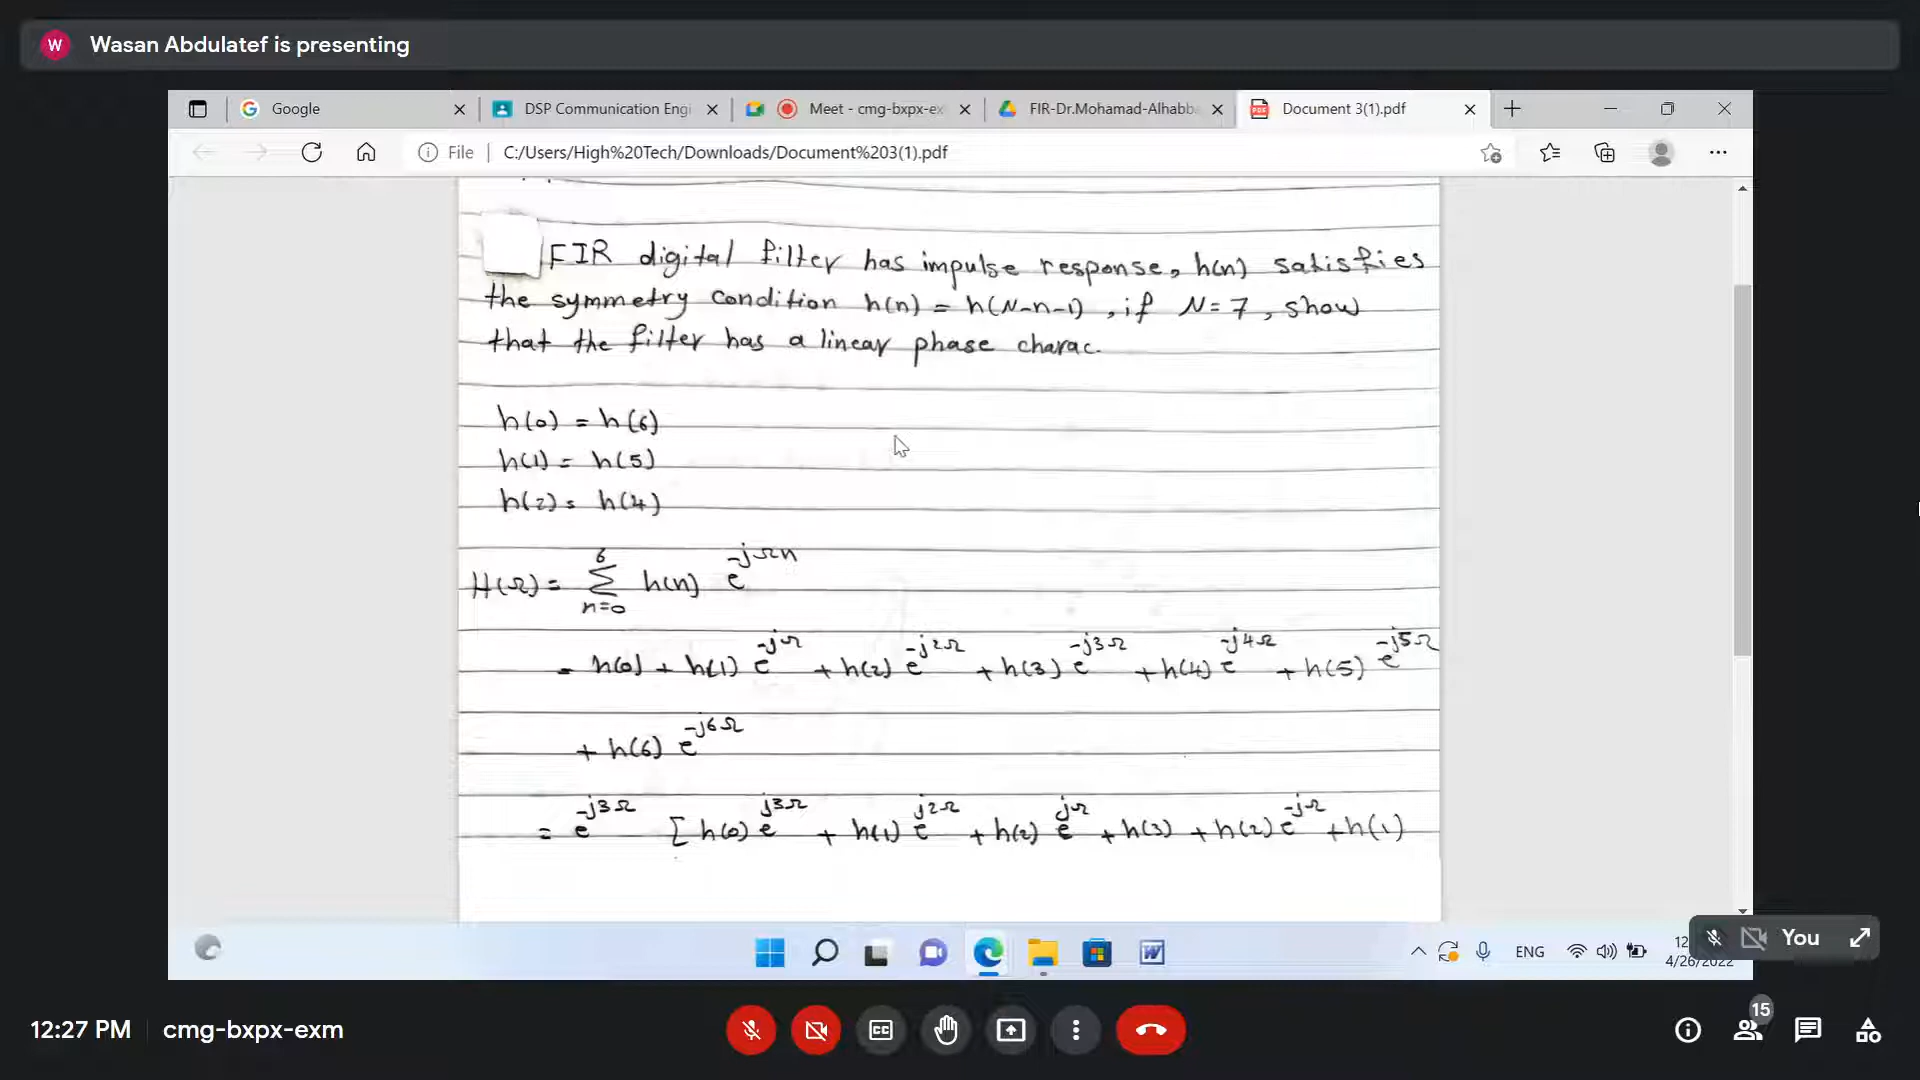 Wasan Abdulatef is presenting
Google
DSP Communication Engi
Meet - cmg-bxpx-ex
FIR-Dr.Mohamad-Alhabba
Document 3(1).pdf
File | C:/Users/High%20Tech/Downloads/Document%203(1).pdf
FIR digital filter has impulse response, h(n) satisfies
the symmetry condition h(n) = h(N-n-1), if N=7, show
that the filter has a linear phase charac.
h(0) = h(6)
h(1) = h(5)
h(2) = h(4)
H(Ω) = Σ_{n=0}^{6} h(n) e^{-jΩn}
= h(0) + h(1) e^{-jΩ} + h(2) e^{-j2Ω} + h(3) e^{-j3Ω} + h(4) e^{-j4Ω} + h(5) e^{-j5Ω}
+ h(6) e^{-j6Ω}
= e^{-j3Ω} [ h(0) e^{j3Ω} + h(1) e^{j2Ω} + h(2) e^{jΩ} + h(3) + h(2) e^{-jΩ} + h(1)
You
ENG
12
4/26/2022
12:27 PM | cmg-bxpx-exm
15